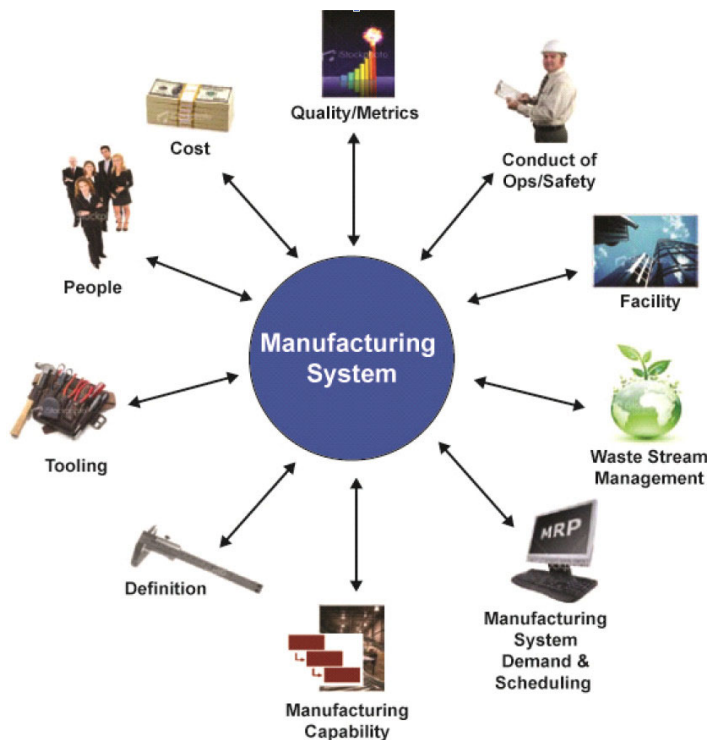 Quality/Metrics
Conduct of
Ops/Safety
Facility
Waste Stream
Management
MRP
Manufacturing
System
Demand &
Scheduling
Manufacturing
Capability
Definition
Tooling
People
Cost
Manufacturing
System
iStockphoto